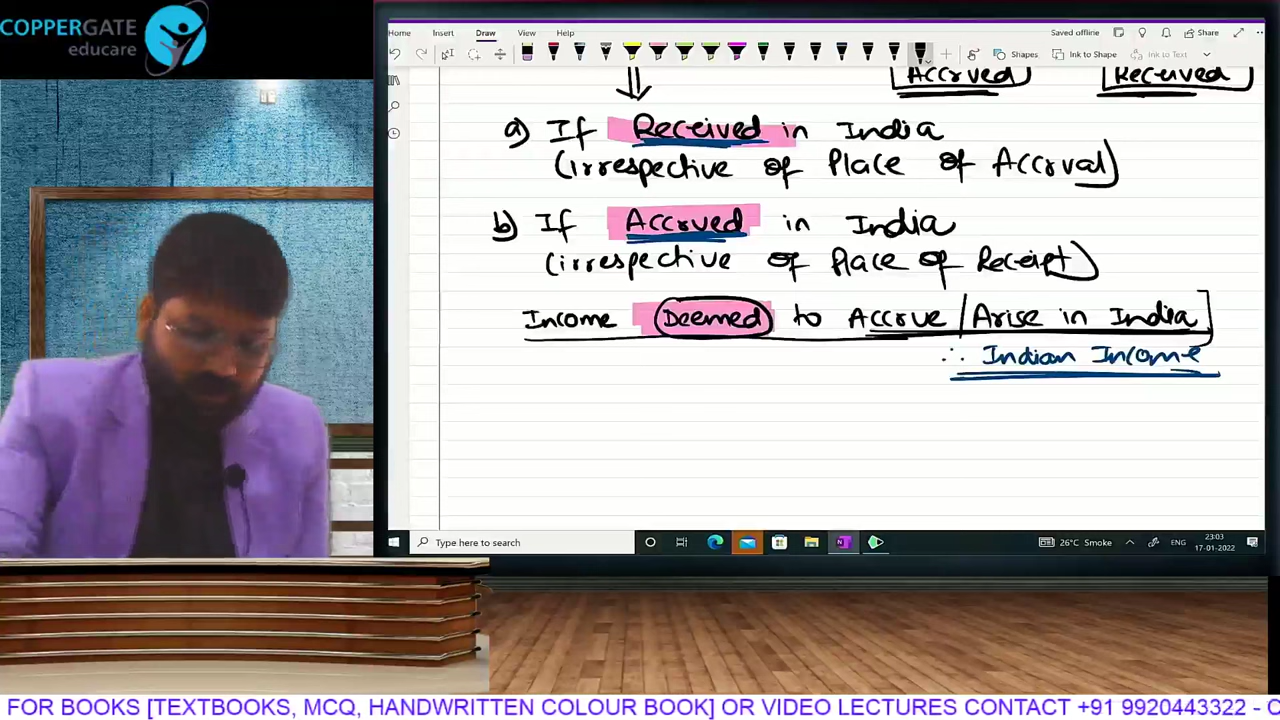 COPPERGATE
educare
Home Insert Draw View Help
Saved offline
Share
Shapes
Ink to Shape
Ink to Text
Accrued Received
a) If Received in India
(irrespective of Place of Accrual)
b) If Accrued in India
(irrespective of Place of Receipt)
Income Deemed to Accrue / Arise in India
∴ Indian Income
Type here to search
26°C Smoke
ENG
23:03
17-01-2022
FOR BOOKS [TEXTBOOKS, MCQ, HANDWRITTEN COLOUR BOOK] OR VIDEO LECTURES CONTACT +91 9920443322 - C